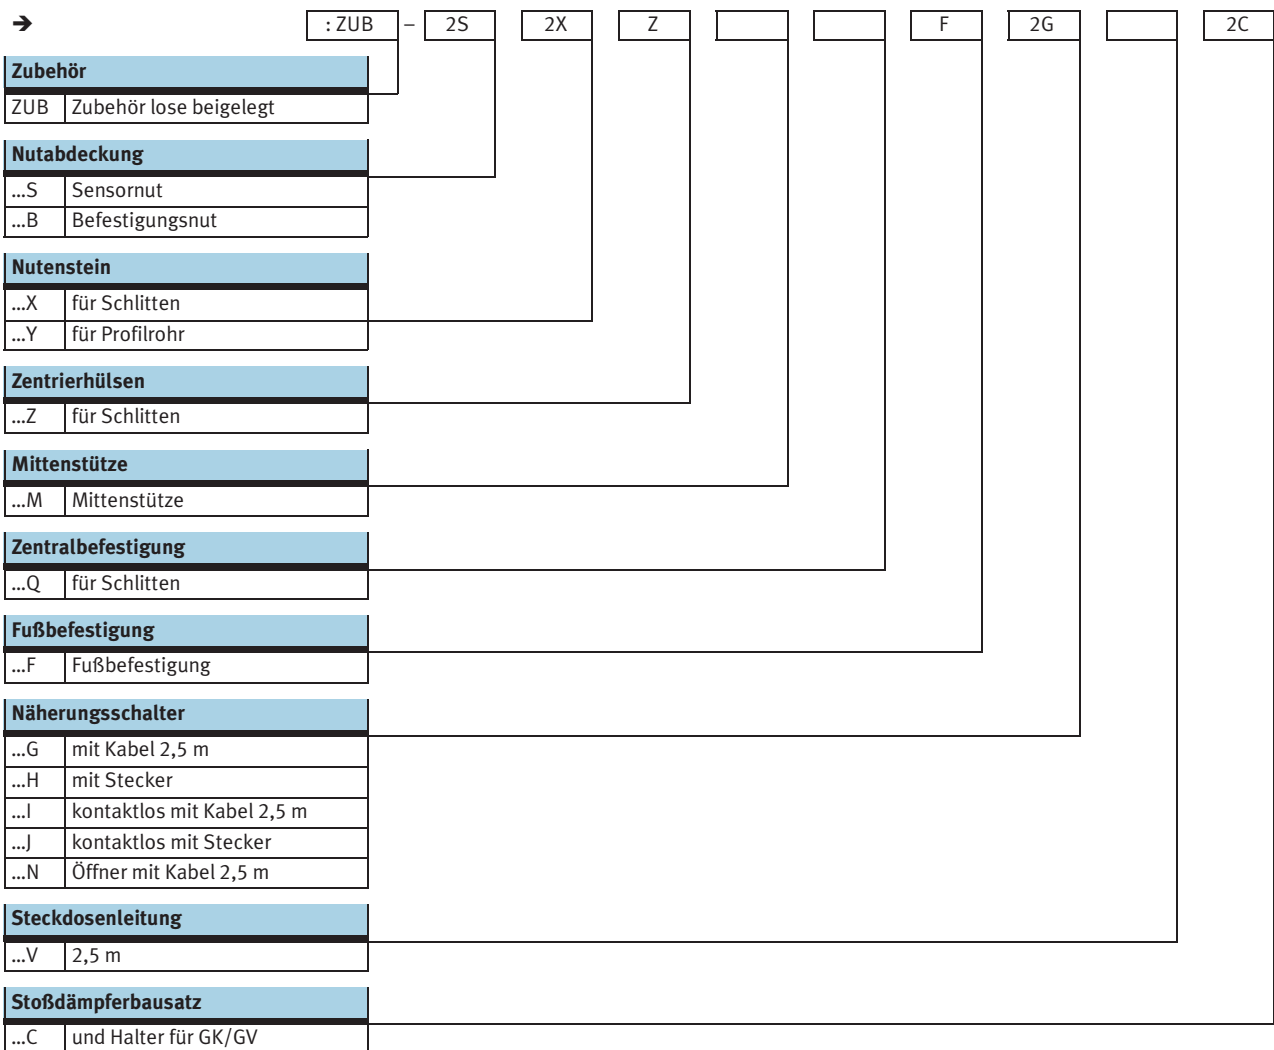 ➔ : ZUB – 2S 2X Z F 2G 2C
Zubehör
ZUB Zubehör lose beigelegt
Nutabdeckung
...S Sensornut
...B Befestigungsnut
Nutenstein
...X für Schlitten
...Y für Profilrohr
Zentrierhülsen
...Z für Schlitten
Mittenstütze
...M Mittenstütze
Zentralbefestigung
...Q für Schlitten
Fußbefestigung
...F Fußbefestigung
Näherungsschalter
...G mit Kabel 2,5 m
...H mit Stecker
...I kontaktlos mit Kabel 2,5 m
...J kontaktlos mit Stecker
...N Öffner mit Kabel 2,5 m
Steckdosenleitung
...V 2,5 m
Stoßdämpferbausatz
...C und Halter für GK/GV